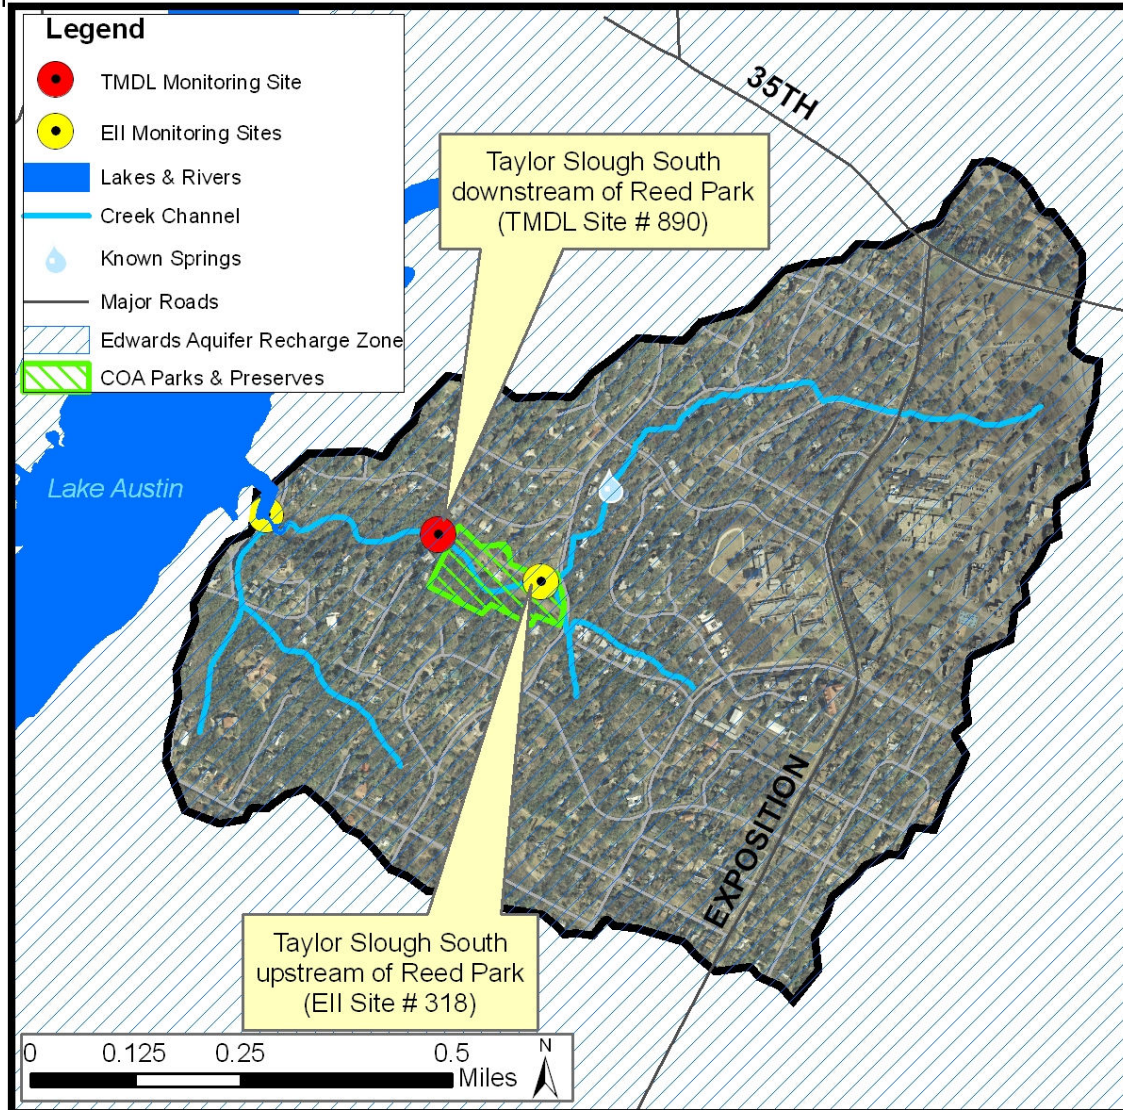 Legend
TMDL Monitoring Site
EII Monitoring Sites
Lakes & Rivers
Creek Channel
Known Springs
Major Roads
Edwards Aquifer Recharge Zone
COA Parks & Preserves
35TH
Taylor Slough South
downstream of Reed Park
(TMDL Site # 890)
Lake Austin
EXPOSITION
Taylor Slough South
upstream of Reed Park
(EII Site # 318)
0 0.125 0.25 0.5
Miles
N